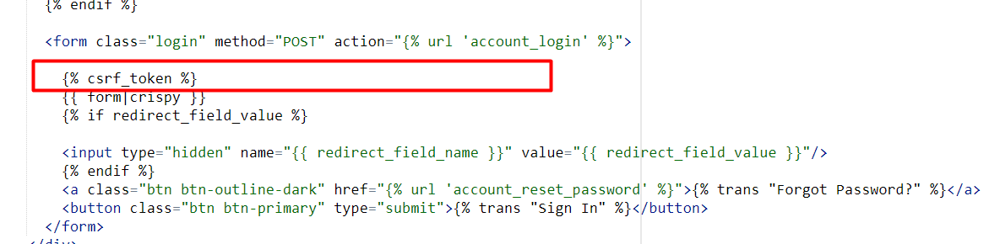 {% endif %}
<form class="login" method="POST" action="{% url 'account_login' %}">
{% csrf_token %}
{{ form|crispy }}
{% if redirect_field_value %}
<input type="hidden" name="{{ redirect_field_name }}" value="{{ redirect_field_value }}"/>
{% endif %}
<a class="btn btn-outline-dark" href="{% url 'account_reset_password' %}">{% trans "Forgot Password?" %}</a>
<button class="btn btn-primary" type="submit">{% trans "Sign In" %}</button>
</form>
</div>